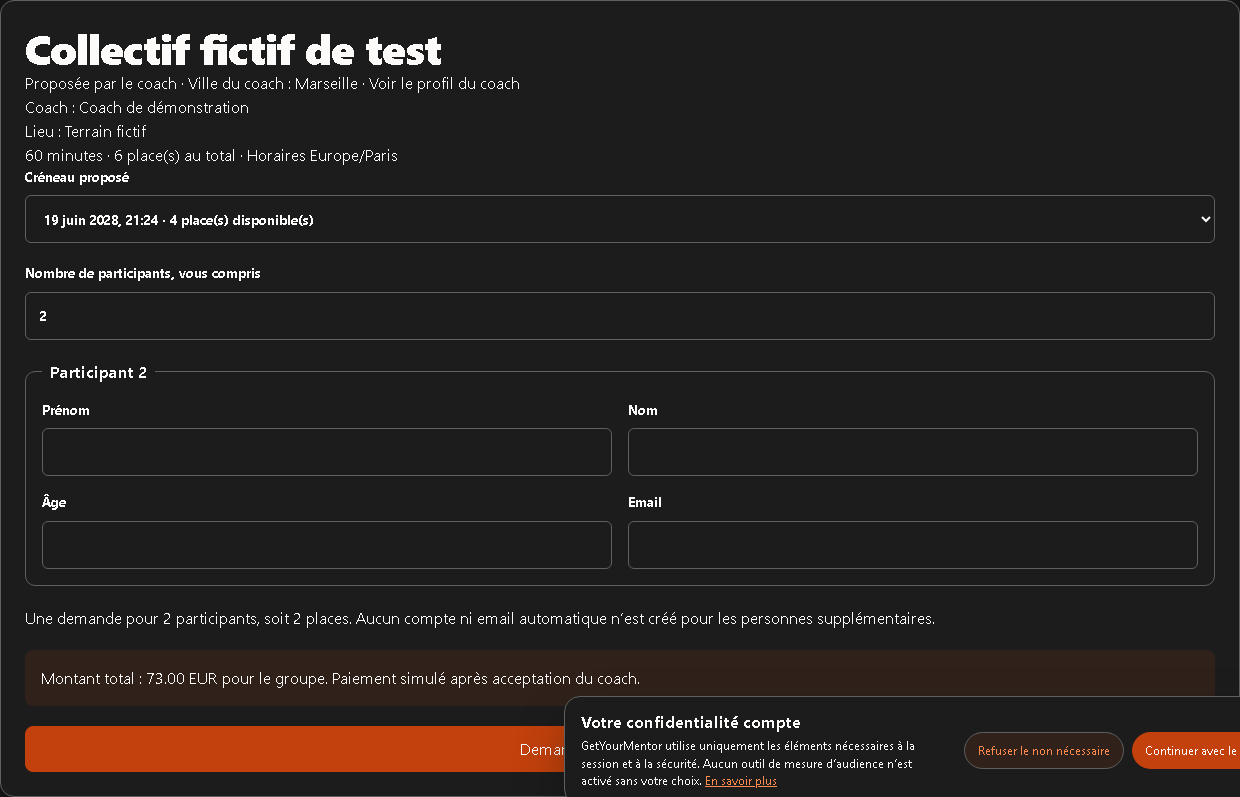 Collectif fictif de test
Proposée par le coach · Ville du coach : Marseille · Voir le profil du coach
Coach : Coach de démonstration
Lieu : Terrain fictif
60 minutes · 6 place(s) au total · Horaires Europe/Paris
Créneau proposé
19 juin 2028, 21:24 · 4 place(s) disponible(s)
Nombre de participants, vous compris
2
Participant 2
Prénom
Nom
Âge
Email
Une demande pour 2 participants, soit 2 places. Aucun compte ni email automatique n’est créé pour les personnes supplémentaires.
Montant total : 73.00 EUR pour le groupe. Paiement simulé après acceptation du coach.
Votre confidentialité compte
GetYourMentor utilise uniquement les éléments nécessaires à la
session et à la sécurité. Aucun outil de mesure d’audience n’est
activé sans votre choix. En savoir plus
Refuser le non nécessaire
Continuer avec le